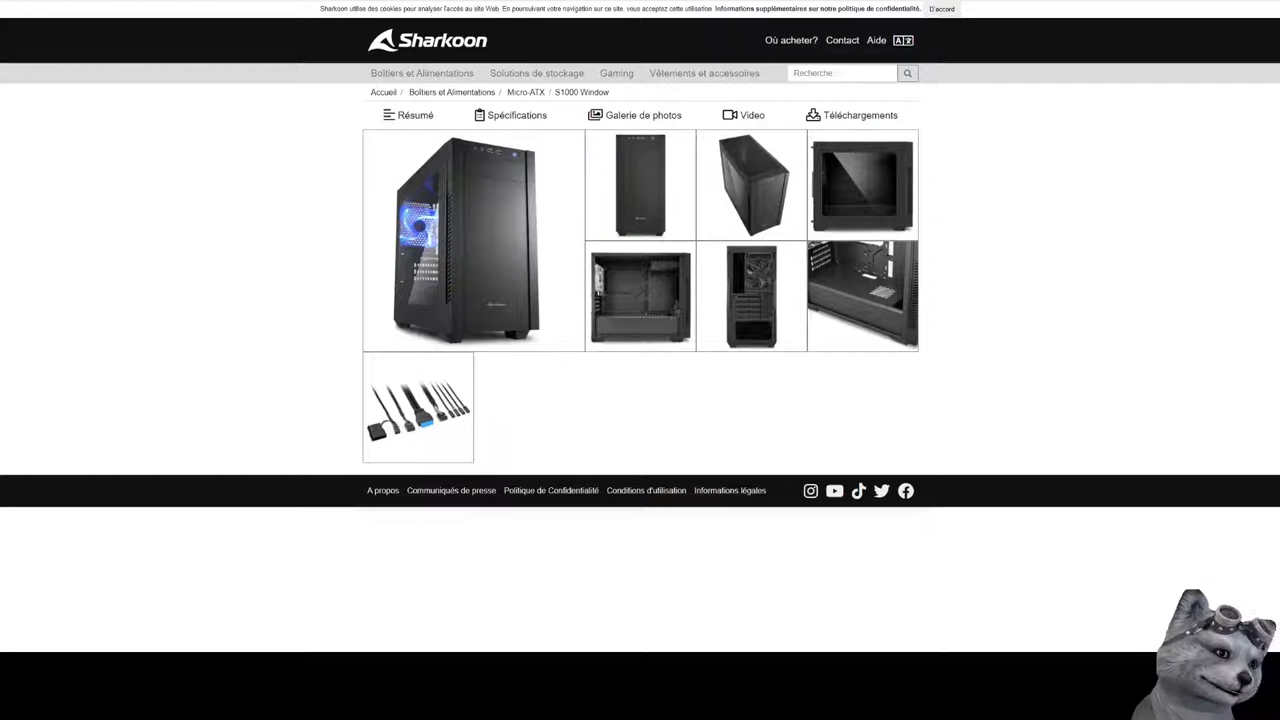 Sharkoon utilise des cookies pour analyser l'accès au site Web. En poursuivant votre navigation sur ce site, vous acceptez cette utilisation. Informations supplémentaires sur notre politique de confidentialité. D'accord
Sharkoon
Où acheter? Contact Aide
Boîtiers et Alimentations Solutions de stockage Gaming Vêtements et accessoires Recherche...
Accueil / Boîtiers et Alimentations / Micro-ATX / S1000 Window
Résumé Spécifications Galerie de photos Video Téléchargements
A propos Communiqués de presse Politique de Confidentialité Conditions d'utilisation Informations légales